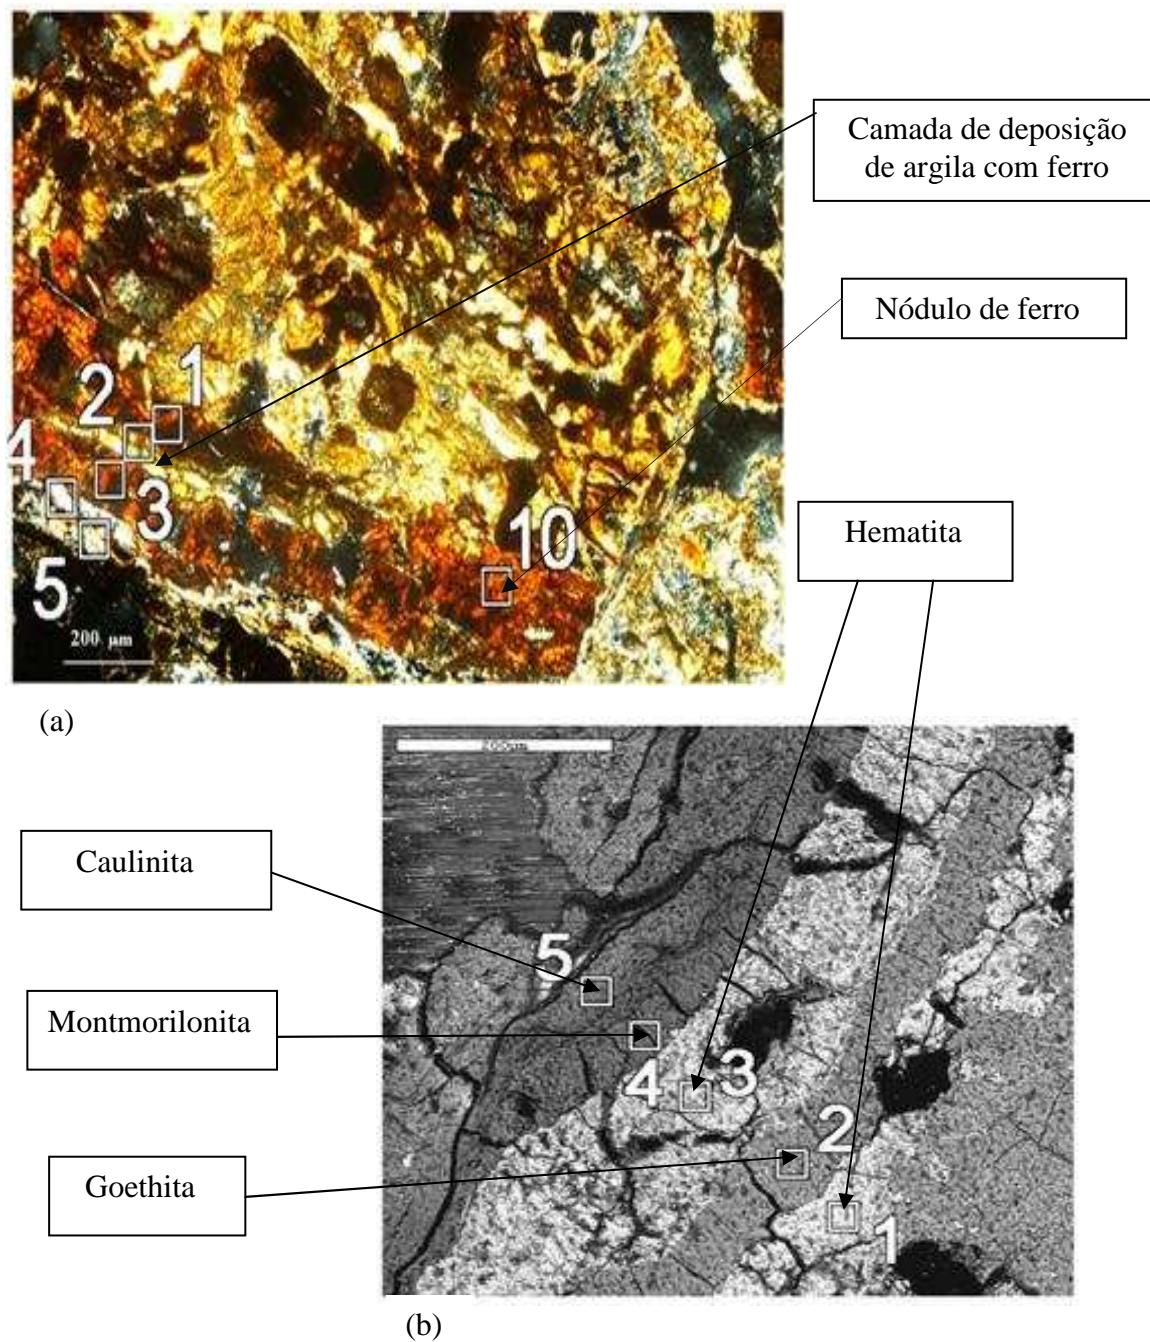 Camada de deposição
de argila com ferro
Nódulo de ferro
1
2
4
3
10
5
200 µm
Hematita
(a)
200µm
Caulinita
5
Montmorilonita
4
3
2
Goethita
1
(b)